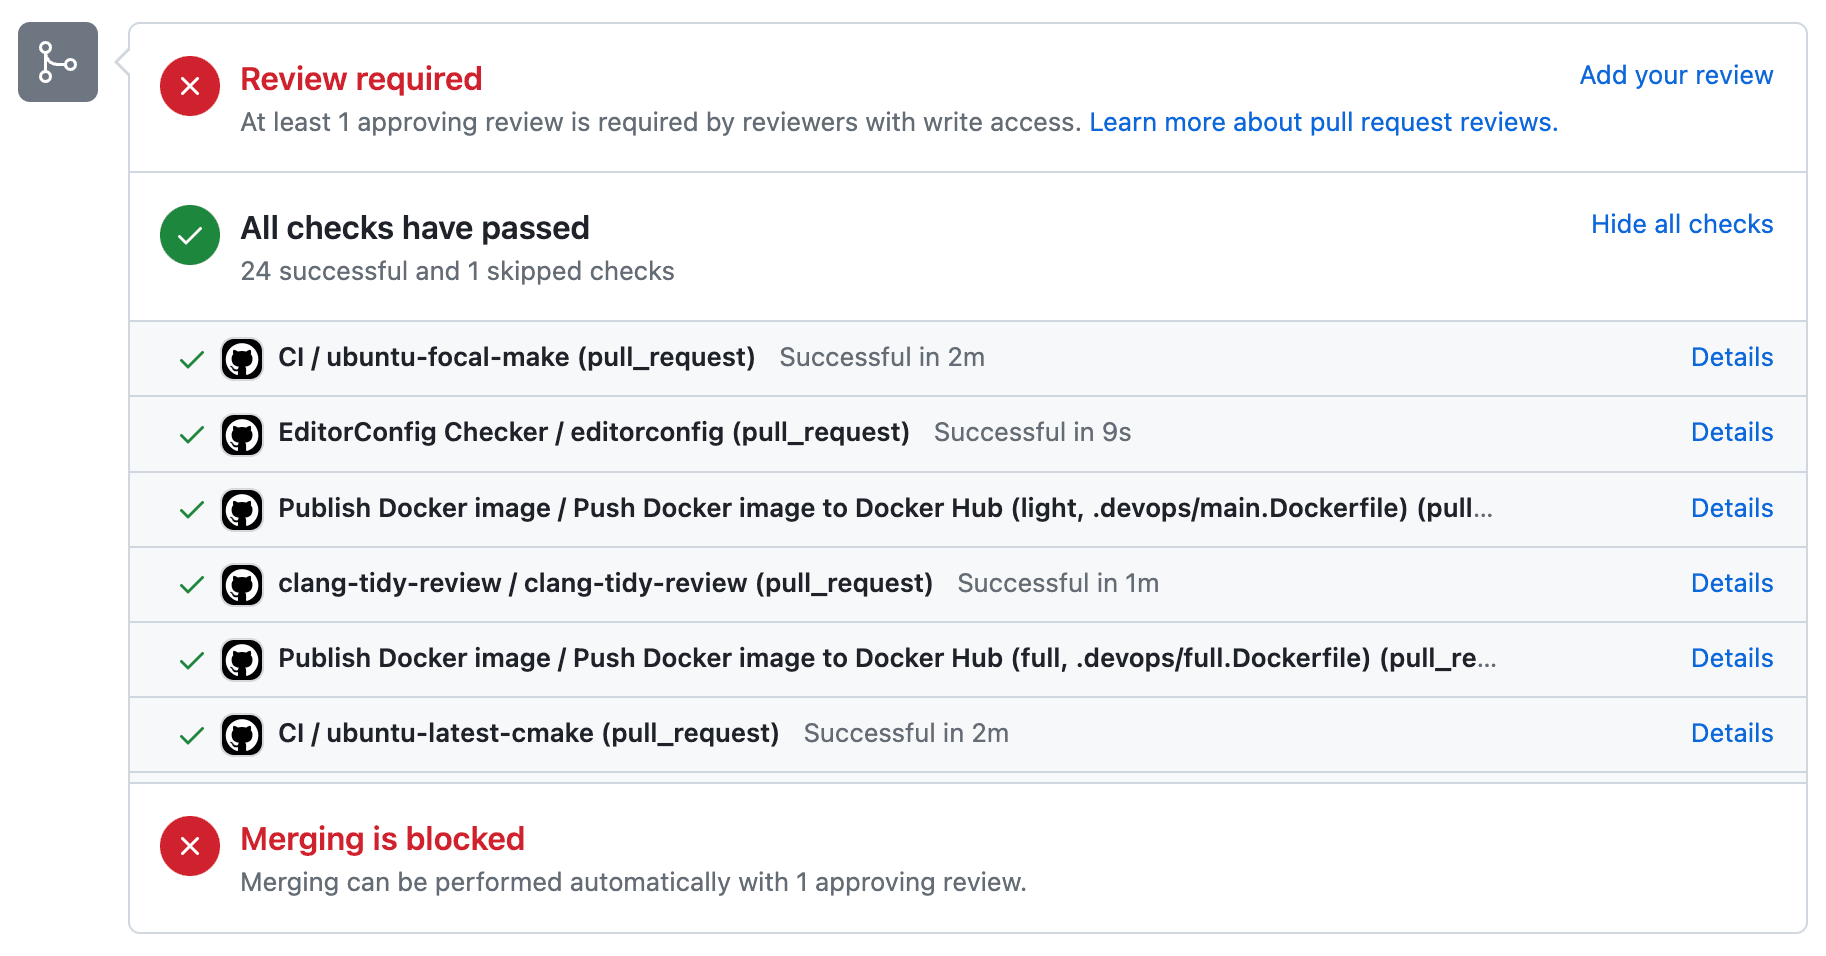 Review required
Add your review
At least 1 approving review is required by reviewers with write access. Learn more about pull request reviews.
All checks have passed
Hide all checks
24 successful and 1 skipped checks
CI / ubuntu-focal-make (pull_request) Successful in 2m Details
EditorConfig Checker / editorconfig (pull_request) Successful in 9s Details
Publish Docker image / Push Docker image to Docker Hub (light, .devops/main.Dockerfile) (pull... Details
clang-tidy-review / clang-tidy-review (pull_request) Successful in 1m Details
Publish Docker image / Push Docker image to Docker Hub (full, .devops/full.Dockerfile) (pull_re... Details
CI / ubuntu-latest-cmake (pull_request) Successful in 2m Details
Merging is blocked
Merging can be performed automatically with 1 approving review.